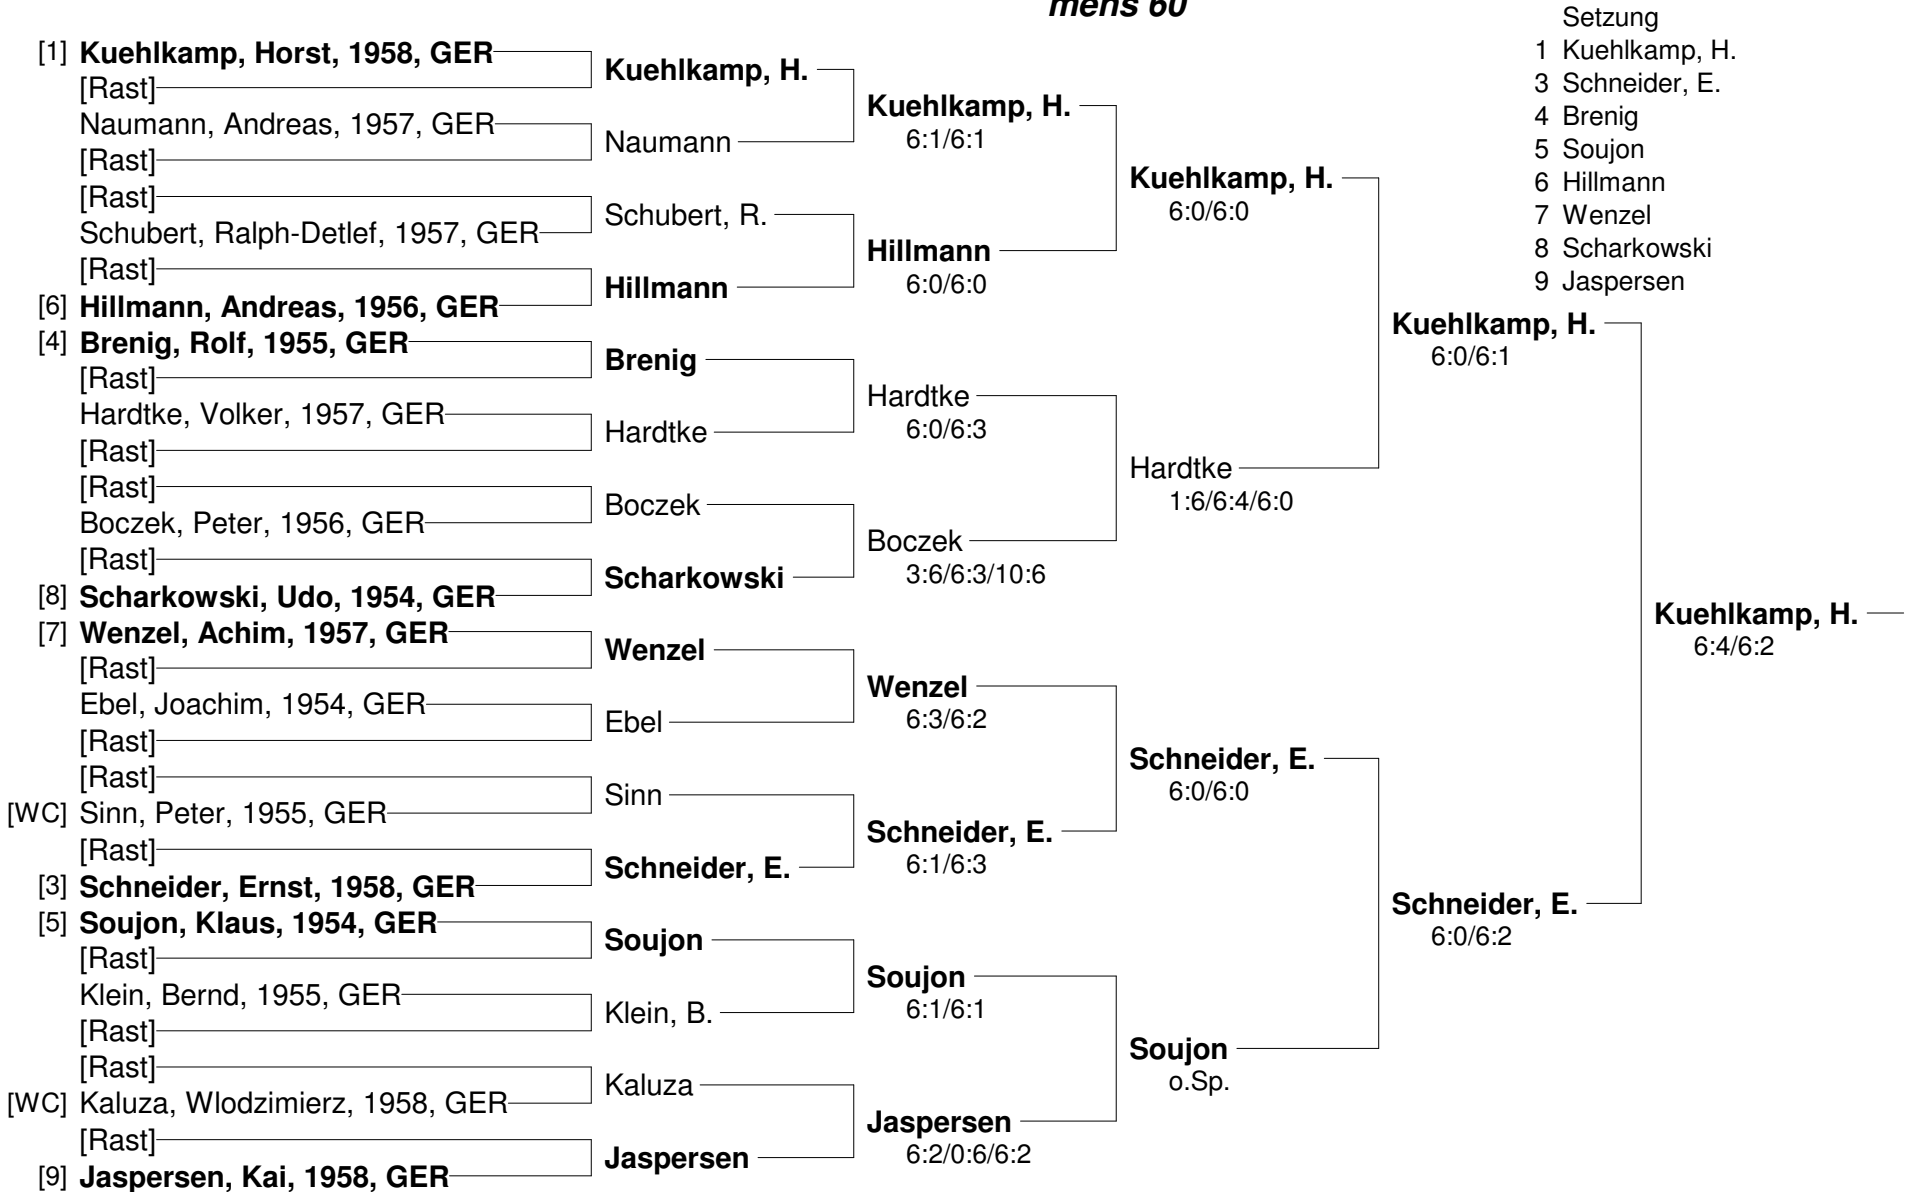 mens 60
Setzung
1 Kuehlkamp, H.
3 Schneider, E.
4 Brenig
5 Soujon
6 Hillmann
7 Wenzel
8 Scharkowski
9 Jaspersen
[1] Kuehlkamp, Horst, 1958, GER
[Rast]
Naumann, Andreas, 1957, GER
[Rast]
[Rast]
Schubert, Ralph-Detlef, 1957, GER
[Rast]
[6] Hillmann, Andreas, 1956, GER
[4] Brenig, Rolf, 1955, GER
[Rast]
Hardtke, Volker, 1957, GER
[Rast]
[Rast]
Boczek, Peter, 1956, GER
[Rast]
[8] Scharkowski, Udo, 1954, GER
[7] Wenzel, Achim, 1957, GER
[Rast]
Ebel, Joachim, 1954, GER
[Rast]
[Rast]
[WC] Sinn, Peter, 1955, GER
[Rast]
[3] Schneider, Ernst, 1958, GER
[5] Soujon, Klaus, 1954, GER
[Rast]
Klein, Bernd, 1955, GER
[Rast]
[Rast]
[WC] Kaluza, Wlodzimierz, 1958, GER
[Rast]
[9] Jaspersen, Kai, 1958, GER
Kuehlkamp, H.
Naumann
Schubert, R.
Hillmann
Brenig
Hardtke
Boczek
Scharkowski
Wenzel
Ebel
Sinn
Schneider, E.
Soujon
Klein, B.
Kaluza
Jaspersen
Kuehlkamp, H.
6:1/6:1
Hillmann
6:0/6:0
Hardtke
6:0/6:3
Boczek
3:6/6:3/10:6
Wenzel
6:3/6:2
Schneider, E.
6:1/6:3
Soujon
6:1/6:1
Jaspersen
6:2/0:6/6:2
Kuehlkamp, H.
6:0/6:0
Hardtke
1:6/6:4/6:0
Schneider, E.
6:0/6:0
Soujon
o.Sp.
Kuehlkamp, H.
6:0/6:1
Schneider, E.
6:0/6:2
Kuehlkamp, H.
6:4/6:2